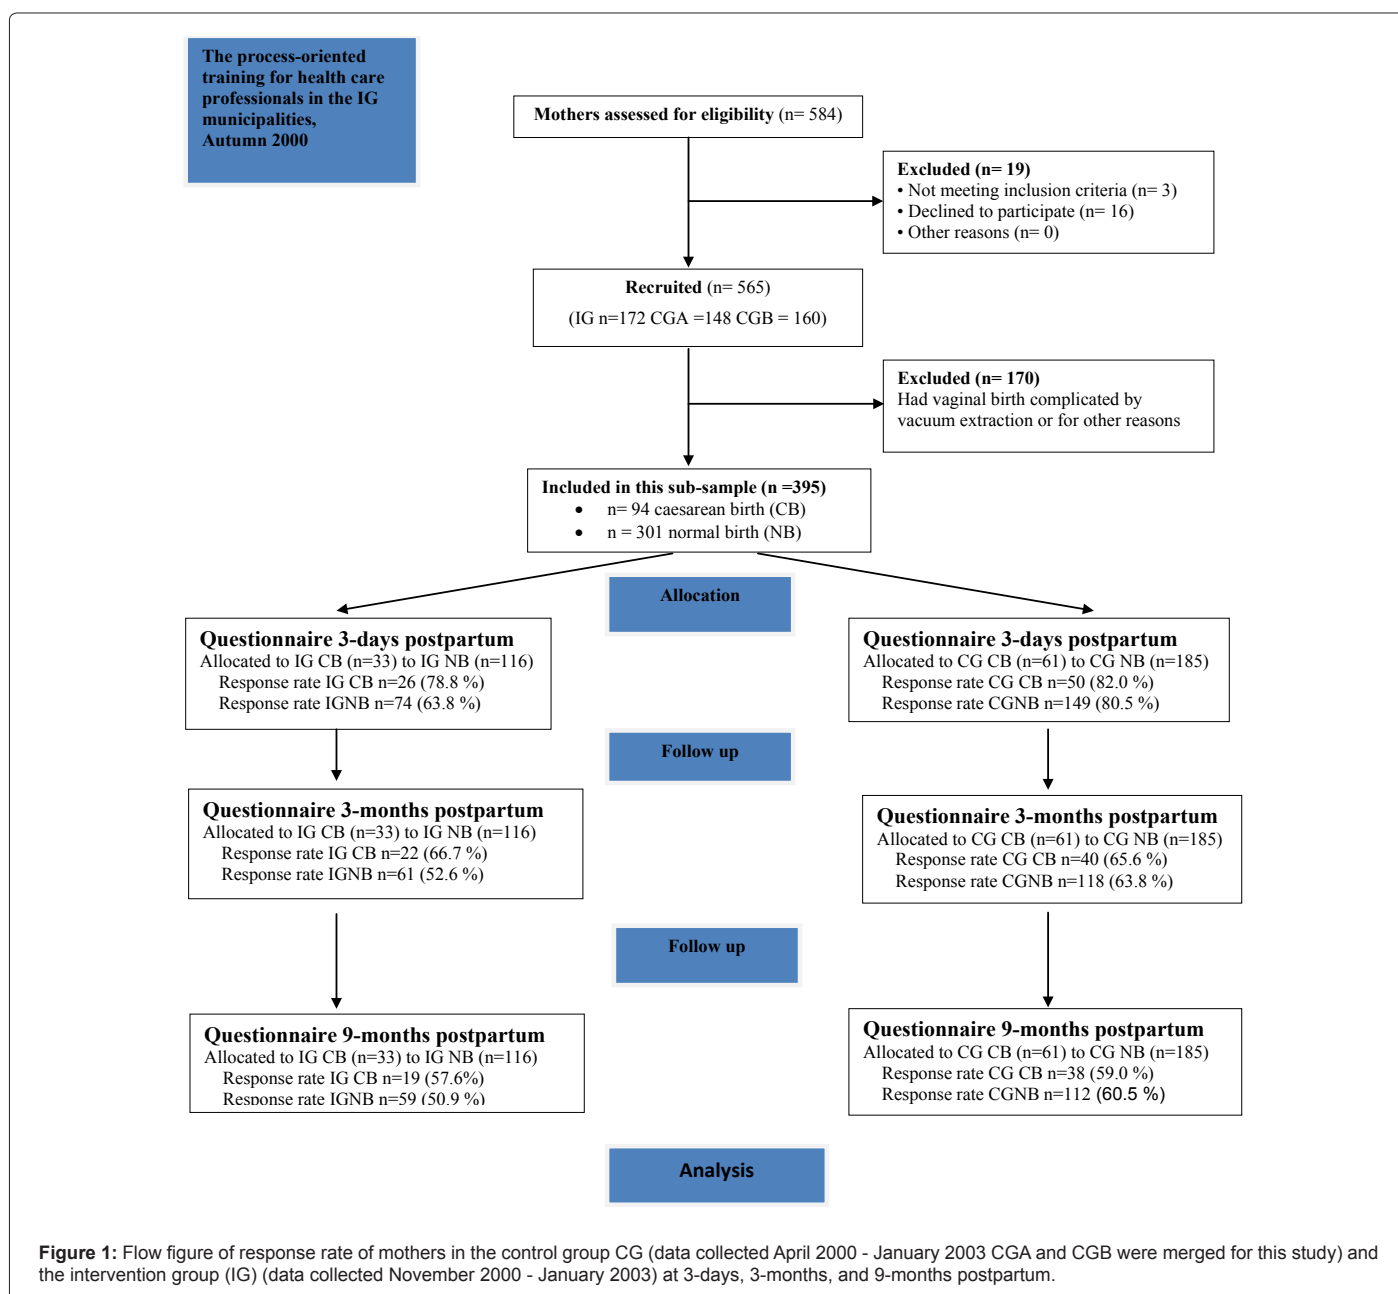 The process-oriented
training for health care
professionals in the IG
municipalities,
Autumn 2000
Mothers assessed for eligibility (n= 584)
Excluded (n= 19)
• Not meeting inclusion criteria (n= 3)
• Declined to participate (n= 16)
• Other reasons (n= 0)
Recruited (n= 565)
(IG n=172 CGA =148 CGB = 160)
Excluded (n= 170)
Had vaginal birth complicated by
vacuum extraction or for other reasons
Included in this sub-sample (n =395)
• n= 94 caesarean birth (CB)
• n = 301 normal birth (NB)
Allocation
Questionnaire 3-days postpartum
Allocated to IG CB (n=33) to IG NB (n=116)
Response rate IG CB n=26 (78.8 %)
Response rate IGNB n=74 (63.8 %)
Questionnaire 3-days postpartum
Allocated to CG CB (n=61) to CG NB (n=185)
Response rate CG CB n=50 (82.0 %)
Response rate CGNB n=149 (80.5 %)
Follow up
Questionnaire 3-months postpartum
Allocated to IG CB (n=33) to IG NB (n=116)
Response rate IG CB n=22 (66.7 %)
Response rate IGNB n=61 (52.6 %)
Questionnaire 3-months postpartum
Allocated to CG CB (n=61) to CG NB (n=185)
Response rate CG CB n=40 (65.6 %)
Response rate CGNB n=118 (63.8 %)
Follow up
Questionnaire 9-months postpartum
Allocated to IG CB (n=33) to IG NB (n=116)
Response rate IG CB n=19 (57.6%)
Response rate IGNB n=59 (50.9 %)
Questionnaire 9-months postpartum
Allocated to CG CB (n=61) to CG NB (n=185)
Response rate CG CB n=38 (59.0 %)
Response rate CGNB n=112 (60.5 %)
Analysis
Figure 1: Flow figure of response rate of mothers in the control group CG (data collected April 2000 - January 2003 CGA and CGB were merged for this study) and
the intervention group (IG) (data collected November 2000 - January 2003) at 3-days, 3-months, and 9-months postpartum.